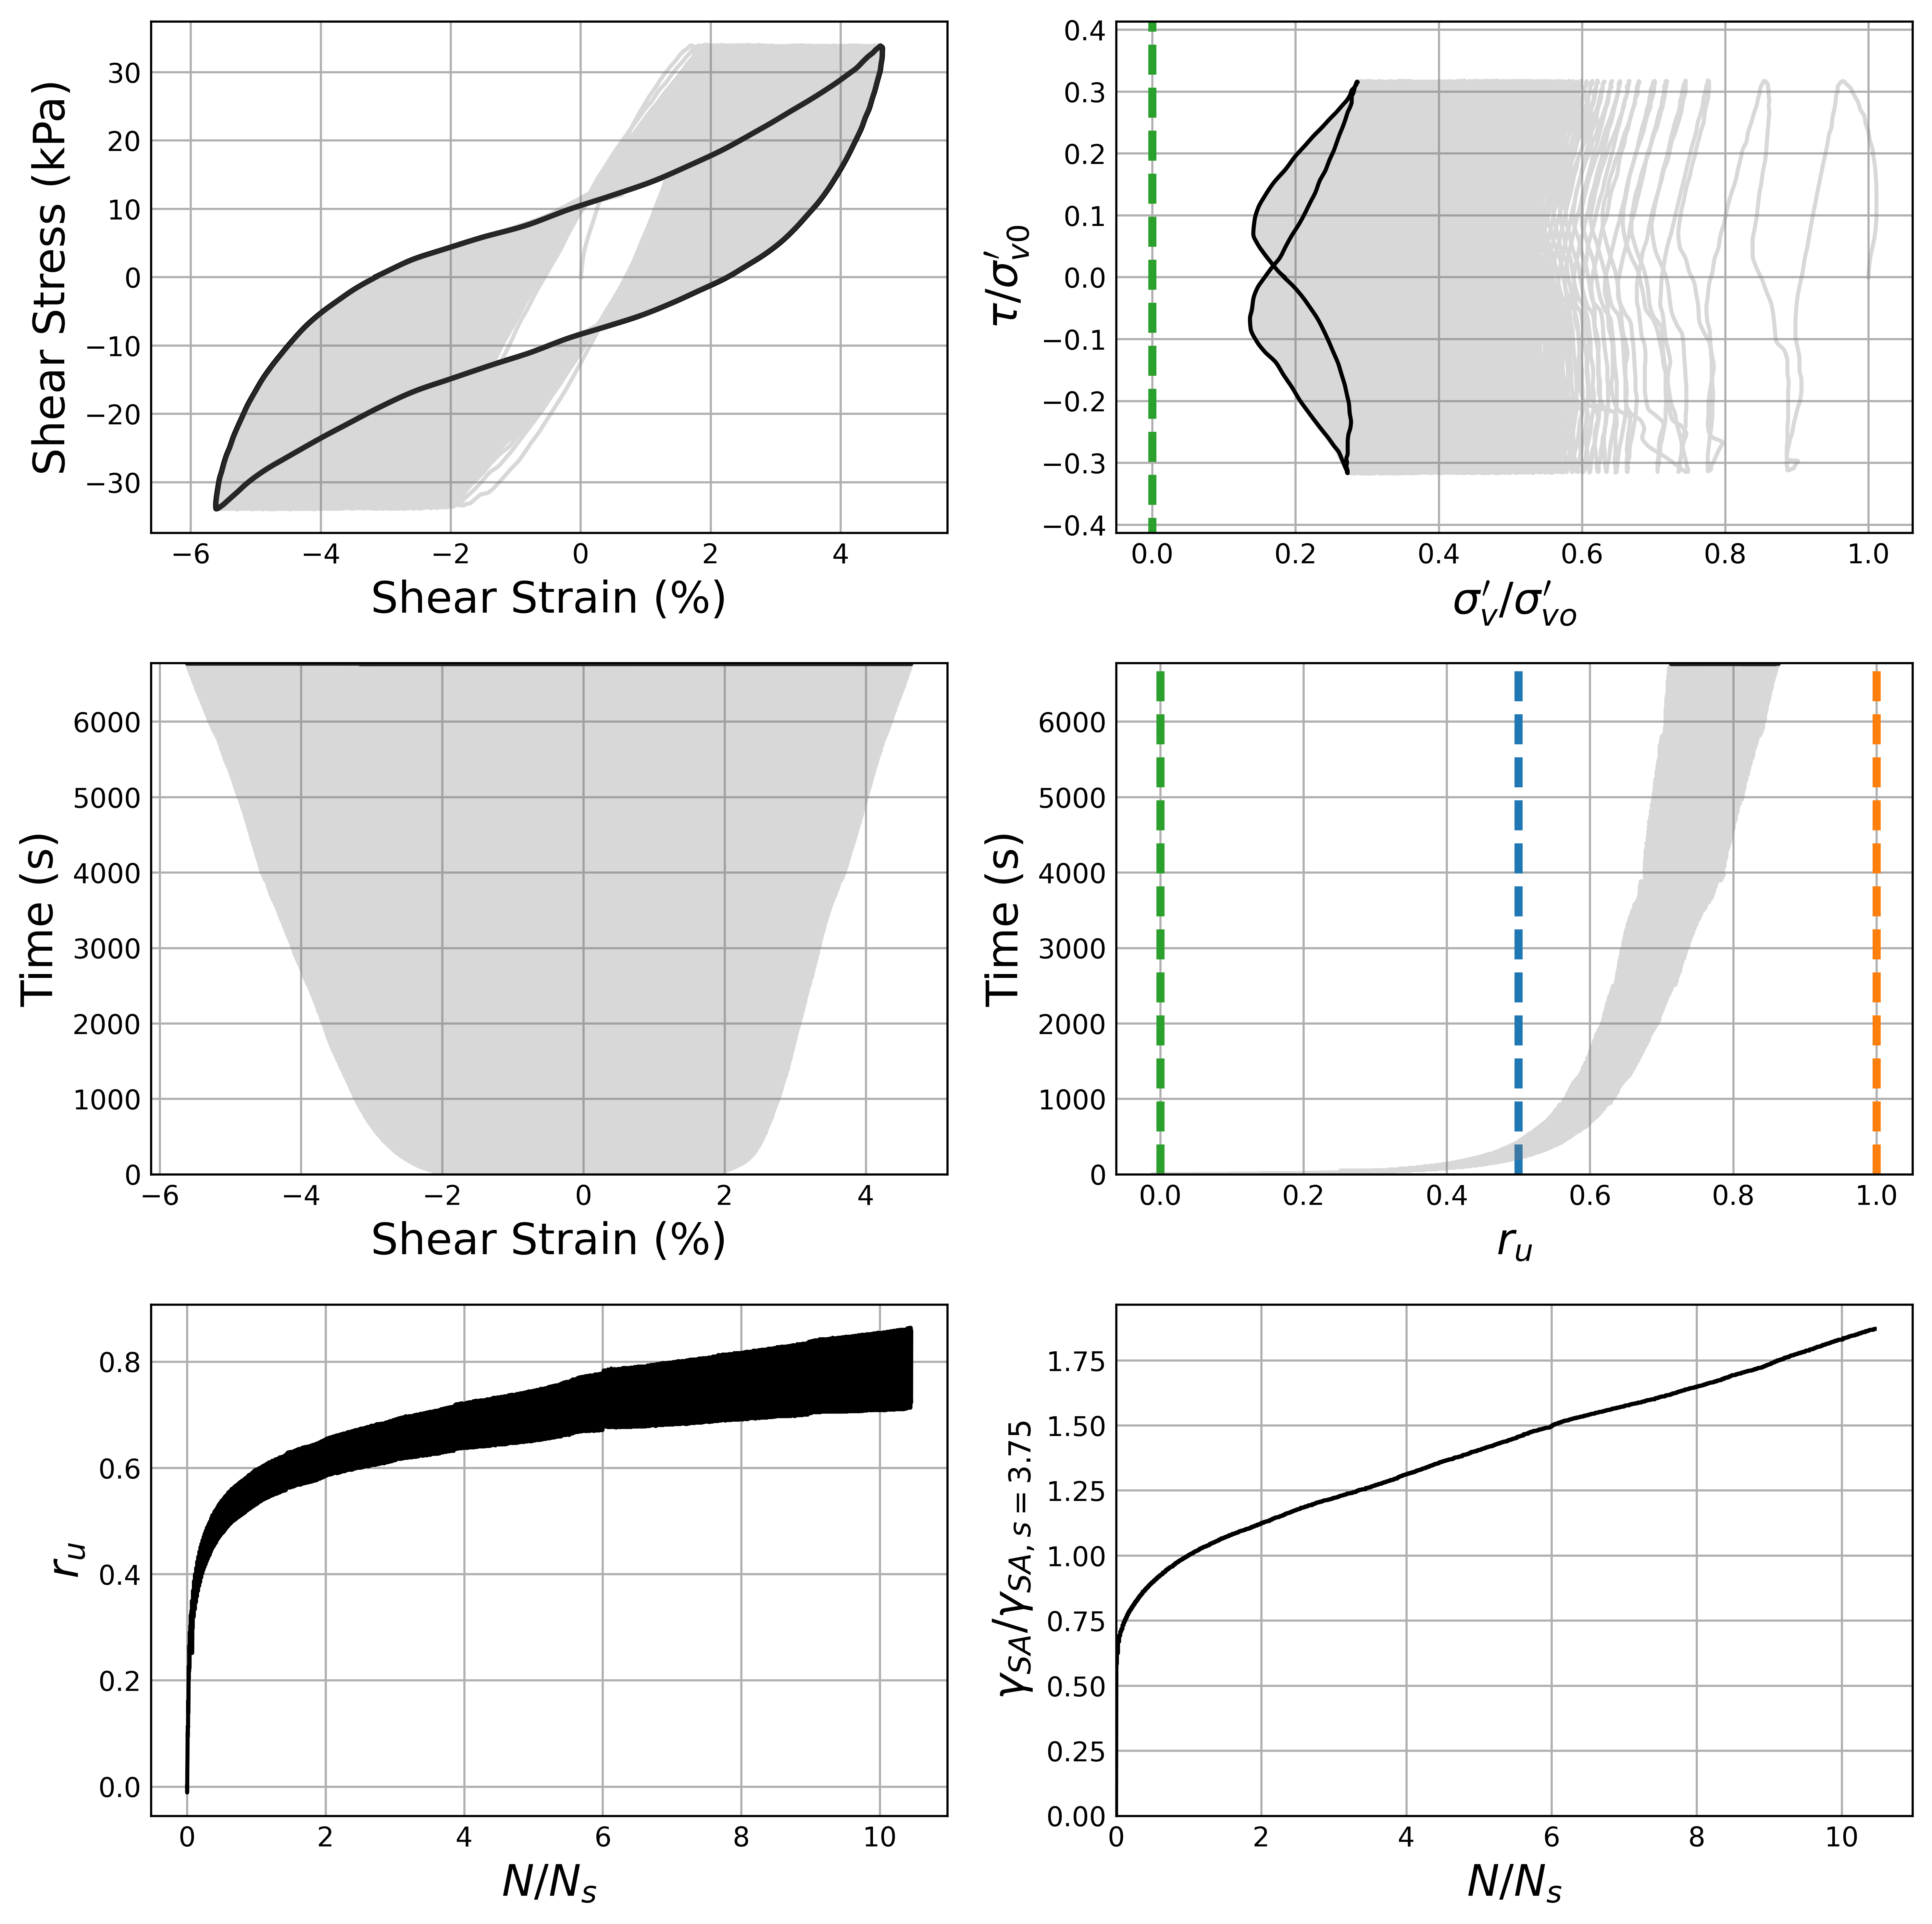 30
20
10
0
−10
−20
−30
Shear Stress (kPa)
−6 −4 −2 0 2 4
Shear Strain (%)
0.4
0.3
0.2
0.1
0.0
−0.1
−0.2
−0.3
−0.4
τ/σ′v0
0.0 0.2 0.4 0.6 0.8 1.0
σ′v/σ′vo
6000
5000
4000
3000
2000
1000
0
Time (s)
−6 −4 −2 0 2 4
Shear Strain (%)
6000
5000
4000
3000
2000
1000
0
Time (s)
0.0 0.2 0.4 0.6 0.8 1.0
ru
0.8
0.6
0.4
0.2
0.0
ru
0 2 4 6 8 10
N/Ns
1.75
1.50
1.25
1.00
0.75
0.50
0.25
0.00
γSA/γSA, s = 3.75
0 2 4 6 8 10
N/Ns